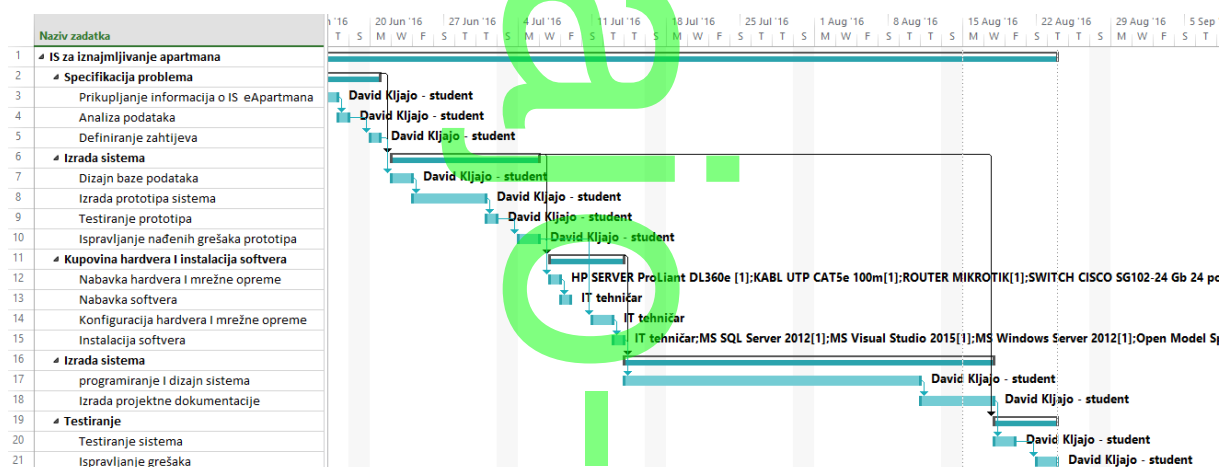 Naziv zadatka
'16 20 Jun '16 27 Jun '16 4 Jul '16 11 Jul '16 18 Jul '16 25 Jul '16 1 Aug '16 8 Aug '16 15 Aug '16 22 Aug '16 29 Aug '16 5 Sep
T S M W F S T T S M W F S T T S M W F S T T S M W F S T T S M W F S T
1 IS za iznajmljivanje apartmana
2 Specifikacija problema
3 Prikupljanje informacija o IS eApartmana David Kljajo - student
4 Analiza podataka David Kljajo - student
5 Definiranje zahtijeva David Kljajo - student
6 Izrada sistema
7 Dizajn baze podataka David Kljajo - student
8 Izrada prototipa sistema David Kljajo - student
9 Testiranje prototipa David Kljajo - student
10 Ispravljanje nađenih grešaka prototipa David Kljajo - student
11 Kupovina hardvera I instalacija softvera
12 Nabavka hardvera I mrežne opreme HP SERVER ProLiant DL360e [1];KABL UTP CAT5e 100m[1];ROUTER MIKROTIK[1];SWITCH CISCO SG102-24 Gb 24 po
13 Nabavka softvera IT tehničar
14 Konfiguracija hardvera I mrežne opreme IT tehničar
15 Instalacija softvera IT tehničar;MS SQL Server 2012[1];MS Visual Studio 2015[1];MS Windows Server 2012[1];Open Model Sp
16 Izrada sistema
17 programiranje I dizajn sistema David Kljajo - student
18 Izrada projektne dokumentacije David Kljajo - student
19 Testiranje
20 Testiranje sistema David Kljajo - student
21 Ispravljanje grešaka David Kljajo - student